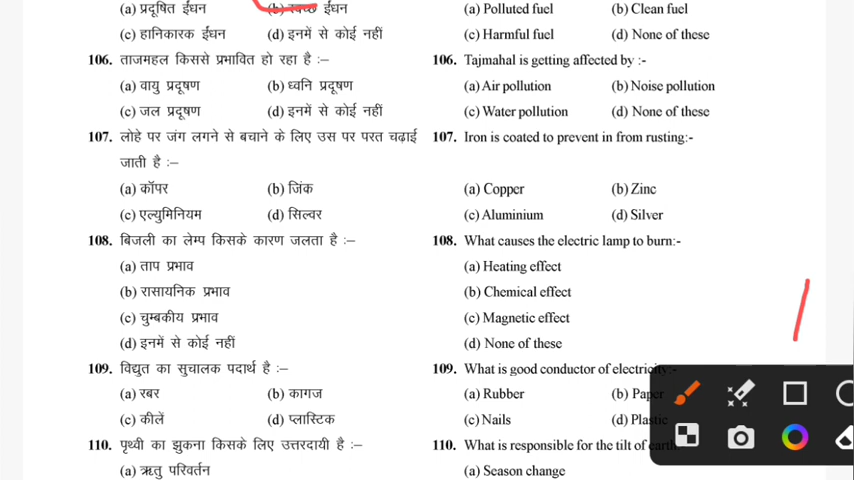 (a) प्रदूषित ईंधन (b) स्वच्छ ईंधन
(c) हानिकारक ईंधन (d) इनमें से कोई नहीं
106. ताजमहल किससे प्रभावित हो रहा है :–
(a) वायु प्रदूषण (b) ध्वनि प्रदूषण
(c) जल प्रदूषण (d) इनमें से कोई नहीं
107. लोहे पर जंग लगने से बचाने के लिए उस पर परत चढ़ाई
जाती है :–
(a) कॉपर (b) जिंक
(c) एल्युमिनियम (d) सिल्वर
108. बिजली का लेम्प किसके कारण जलता है :–
(a) ताप प्रभाव
(b) रासायनिक प्रभाव
(c) चुम्बकीय प्रभाव
(d) इनमें से कोई नहीं
109. विद्युत का सुचालक पदार्थ है :–
(a) रबर (b) कागज
(c) कीलें (d) प्लास्टिक
110. पृथ्वी का झुकना किसके लिए उत्तरदायी है :–
(a) ऋतु परिवर्तन
(a) Polluted fuel (b) Clean fuel
(c) Harmful fuel (d) None of these
106. Tajmahal is getting affected by :-
(a) Air pollution (b) Noise pollution
(c) Water pollution (d) None of these
107. Iron is coated to prevent in from rusting:-
(a) Copper (b) Zinc
(c) Aluminium (d) Silver
108. What causes the electric lamp to burn:-
(a) Heating effect
(b) Chemical effect
(c) Magnetic effect
(d) None of these
109. What is good conductor of electricity:-
(a) Rubber (b) Paper
(c) Nails (d) Plastic
110. What is responsible for the tilt of earth:-
(a) Season change